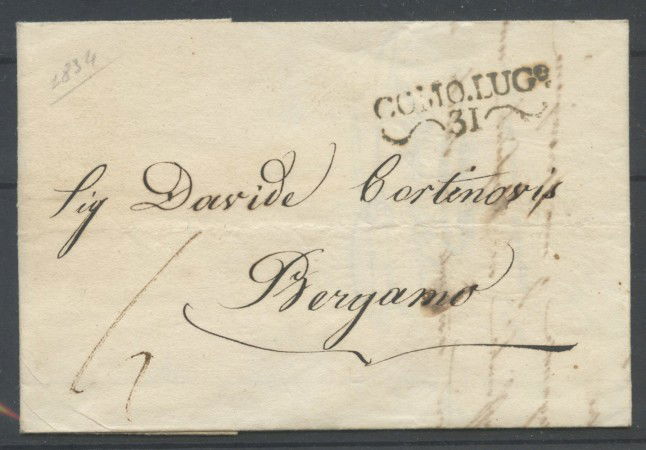 1834
COMO.LUGº
31
Sig Davide Cortinovis
Bergamo